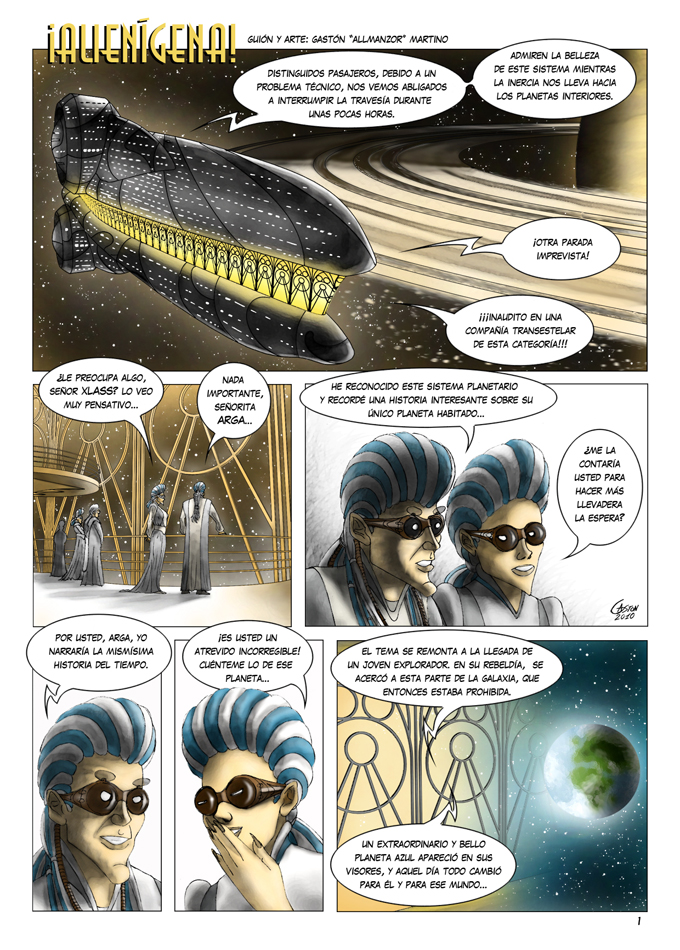 ¡ALIENÍGENA!
GUIÓN Y ARTE: GASTÓN "ALLMANZOR" MARTINO
DISTINGUIDOS PASAJEROS, DEBIDO A UN
PROBLEMA TÉCNICO, NOS VEMOS OBLIGADOS
A INTERRUMPIR LA TRAVESÍA DURANTE
UNAS POCAS HORAS.
ADMIREN LA BELLEZA
DE ESTE SISTEMA MIENTRAS
LA INERCIA NOS LLEVA HACIA
LOS PLANETAS INTERIORES.
¡OTRA PARADA
IMPREVISTA!
¡¡¡INAUDITO EN UNA
COMPAÑÍA TRANSESTELAR
DE ESTA CATEGORÍA!!!
¿LE PREOCUPA ALGO,
SEÑOR XLASS? LO VEO
MUY PENSATIVO...
NADA
IMPORTANTE,
SEÑORITA
ARGA...
HE RECONOCIDO ESTE SISTEMA PLANETARIO
Y RECORDÉ UNA HISTORIA INTERESANTE SOBRE SU
ÚNICO PLANETA HABITADO...
¿ME LA
CONTARÍA
USTED PARA
HACER MÁS
LLEVADERA
LA ESPERA?
GASTON
2010
POR USTED, ARGA, YO
NARRARÍA LA MISMÍSIMA
HISTORIA DEL TIEMPO.
¡ES USTED UN
ATREVIDO INCORREGIBLE!
CUÉNTEME LO DE ESE
PLANETA...
EL TEMA SE REMONTA A LA LLEGADA DE
UN JOVEN EXPLORADOR. EN SU REBELDÍA, SE
ACERCÓ A ESTA PARTE DE LA GALAXIA, QUE
ENTONCES ESTABA PROHIBIDA.
UN EXTRAORDINARIO Y BELLO
PLANETA AZUL APARECIÓ EN SUS
VISORES, Y AQUEL DÍA TODO CAMBIÓ
PARA ÉL Y PARA ESE MUNDO...
1